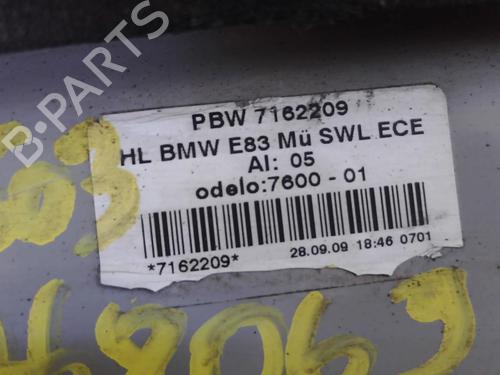 PBW 7162209
HL BMW E83 Mü SWL ECE
AI: 05
odelo:7600 - 01
*7162209*
28.09.09 18:46 0701